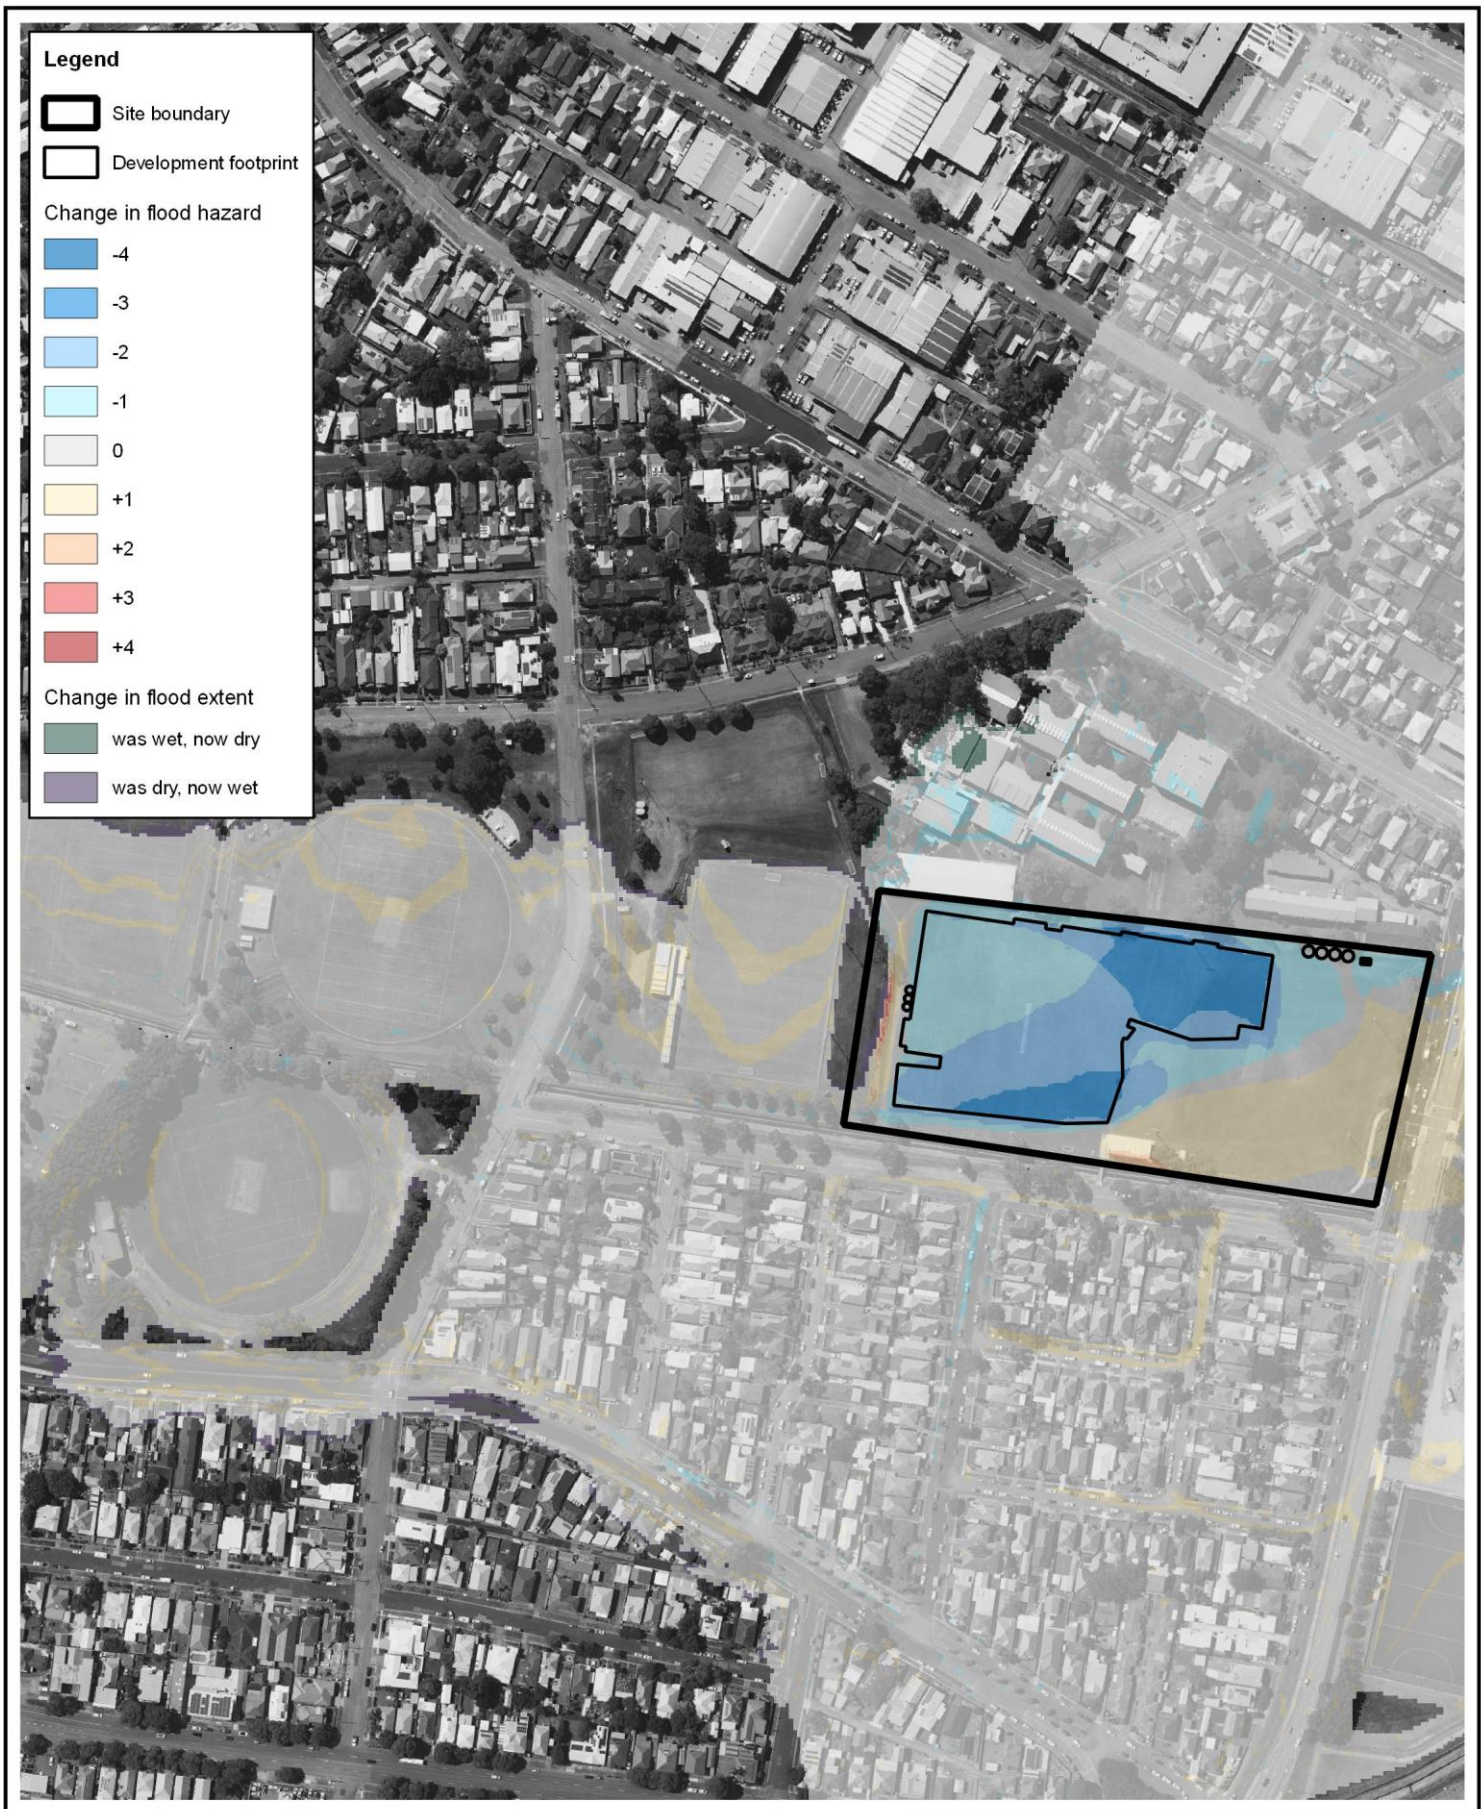 Legend
Site boundary
Development footprint
Change in flood hazard
-4
-3
-2
-1
0
+1
+2
+3
+4
Change in flood extent
was wet, now dry
was dry, now wet